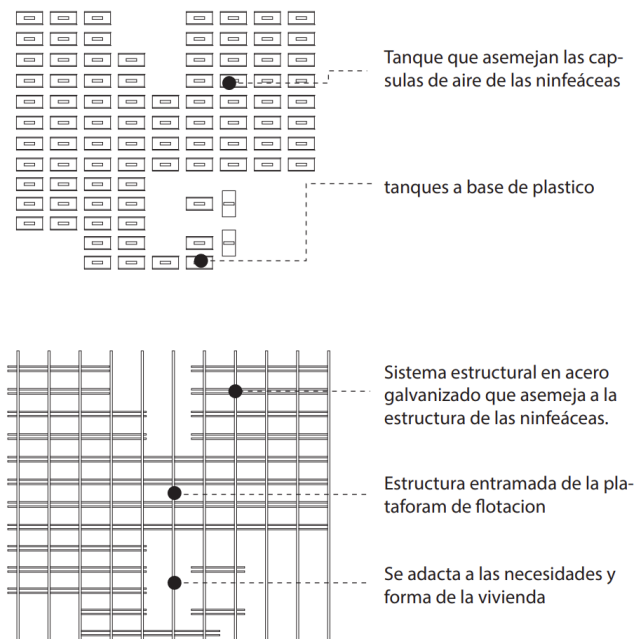 Tanque que asemejan las cap-
sulas de aire de las ninfeáceas
tanques a base de plastico
Sistema estructural en acero
galvanizado que asemeja a la
estructura de las ninfeáceas.
Estructura entramada de la pla-
taforam de flotacion
Se adacta a las necesidades y
forma de la vivienda